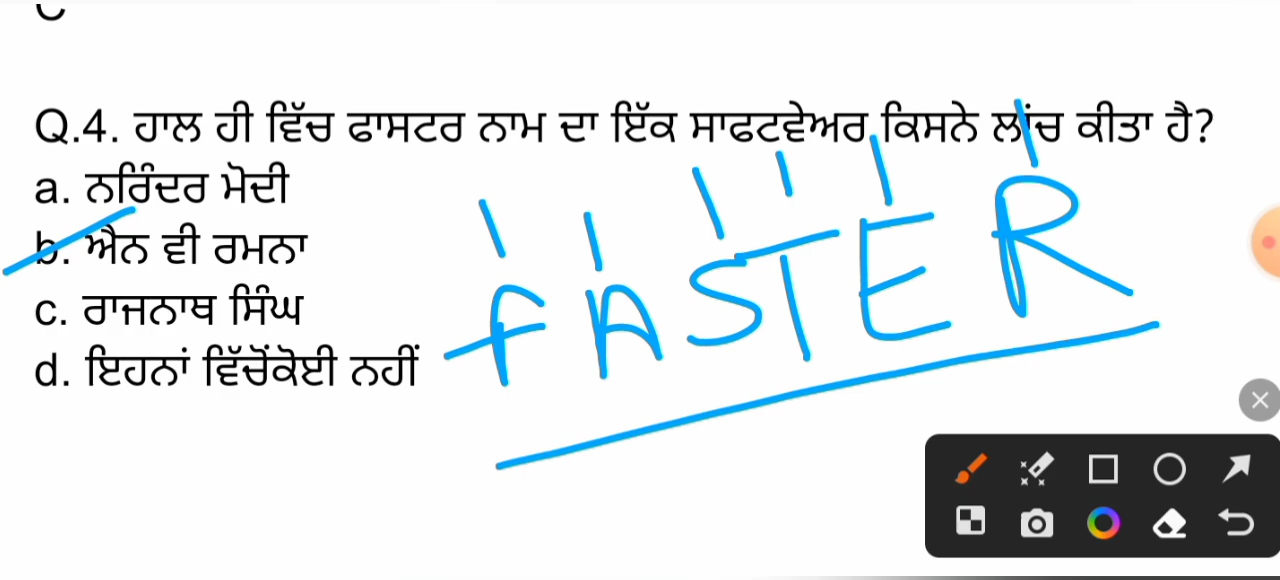 Q.4. ਹਾਲ ਹੀ ਵਿੱਚ ਫਾਸਟਰ ਨਾਮ ਦਾ ਇੱਕ ਸਾਫਟਵੇਅਰ ਕਿਸਨੇ ਲਾਂਚ ਕੀਤਾ ਹੈ?
a. ਨਰਿੰਦਰ ਮੋਦੀ
b. ਐਨ ਵੀ ਰਮਨਾ
c. ਰਾਜਨਾਥ ਸਿੰਘ
d. ਇਹਨਾਂ ਵਿੱਚੋਂਕੋਈ ਨਹੀਂ
FASTER